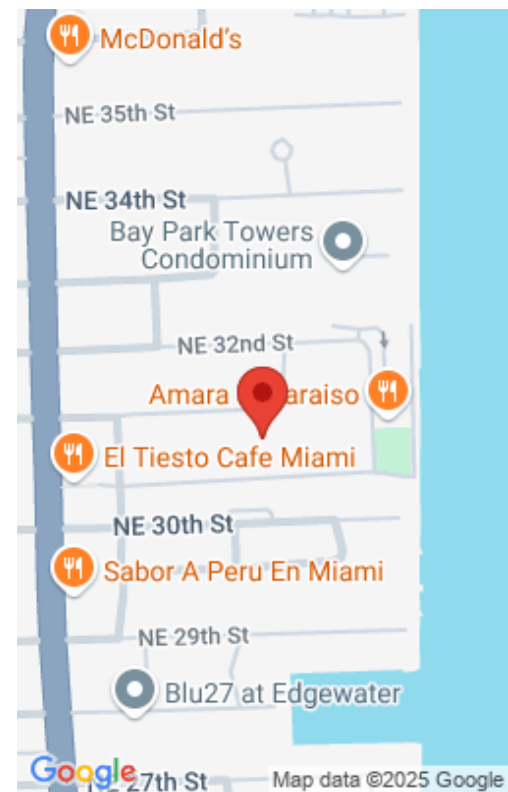 McDonald's
NE 35th St
NE 34th St
Bay Park Towers
Condominium
NE 32nd St
Amara araiso
El Tiesto Cafe Miami
NE 30th St
Sabor A Peru En Miami
NE 29th St
Blu27 at Edgewater
Google
NE 27th St
Map data ©2025 Google